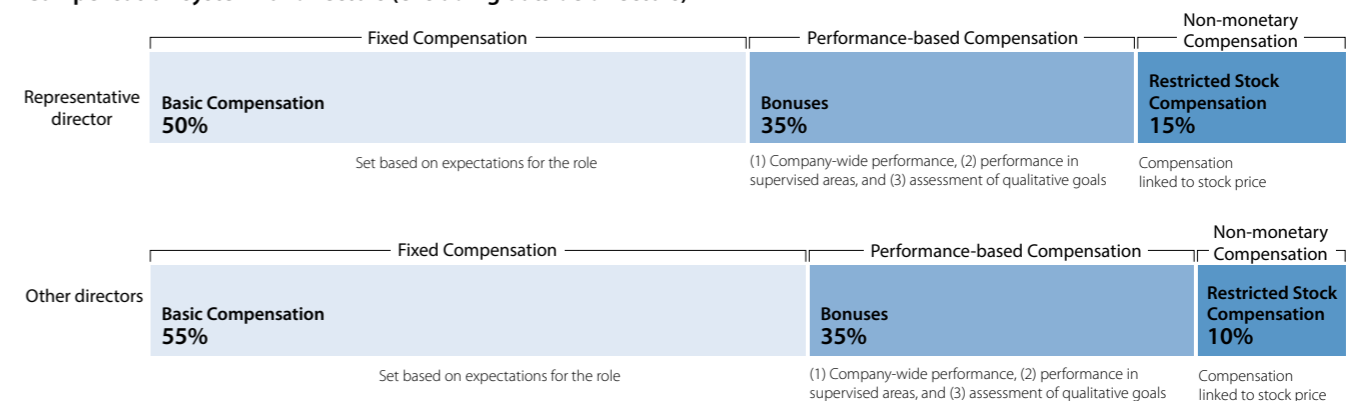 Non-monetary
Fixed Compensation
Performance-based Compensation
Compensation
Representative
director
Basic Compensation
50%
Bonuses
35%
Restricted Stock
Compensation
15%
Set based on expectations for the role
(1) Company-wide performance, (2) performance in
supervised areas, and (3) assessment of qualitative goals
Compensation
linked to stock price
Non-monetary
Fixed Compensation
Performance-based Compensation
Compensation
Other directors
Basic Compensation
55%
Bonuses
35%
Restricted Stock
Compensation
10%
Set based on expectations for the role
(1) Company-wide performance, (2) performance in
supervised areas, and (3) assessment of qualitative goals
Compensation
linked to stock price